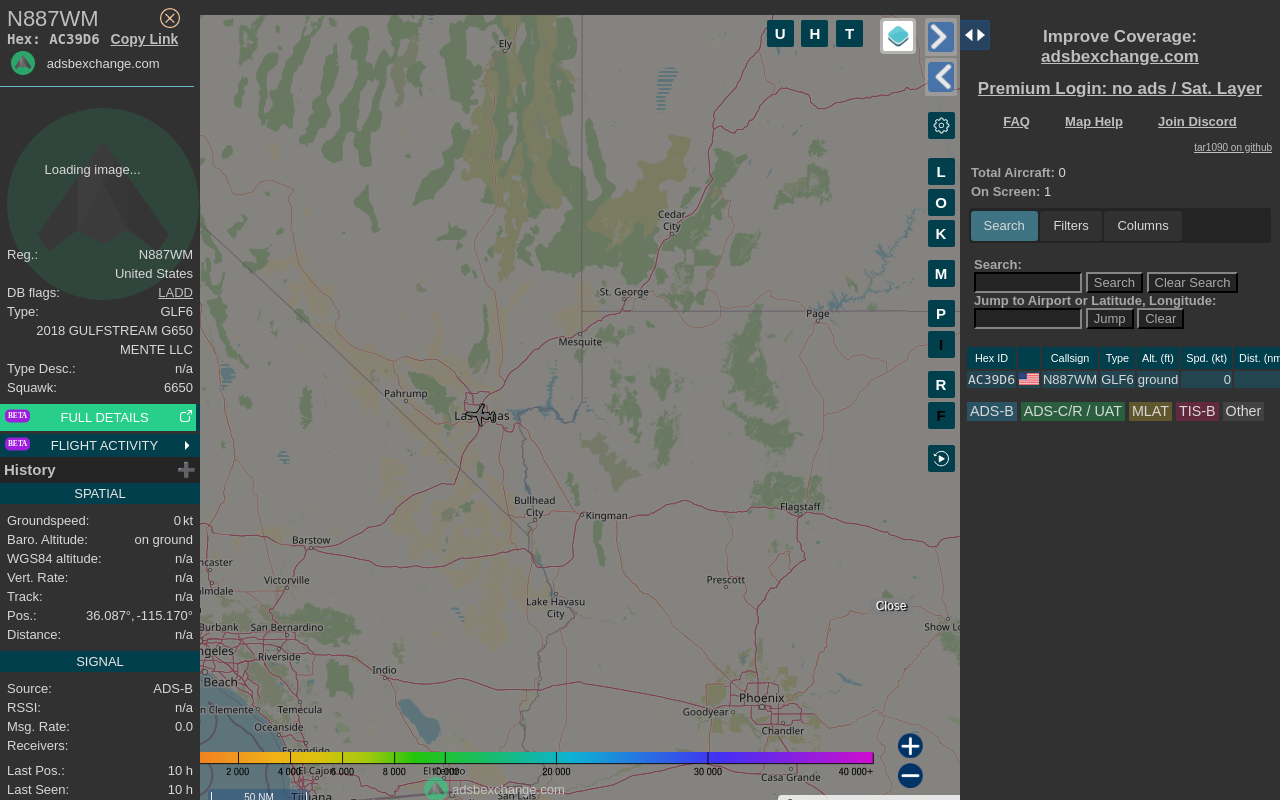 N887WM
Hex: AC39D6 Copy Link
adsbexchange.com
Loading image...
Reg.: N887WM
United States
DB flags: LADD
Type: GLF6
2018 GULFSTREAM G650
MENTE LLC
Type Desc.: n/a
Squawk: 6650
BETA FULL DETAILS
BETA FLIGHT ACTIVITY
History
SPATIAL
Groundspeed: 0 kt
Baro. Altitude: on ground
WGS84 altitude: n/a
Vert. Rate: n/a
Track: n/a
Pos.: 36.087°, -115.170°
Distance: n/a
SIGNAL
Source: ADS-B
RSSI: n/a
Msg. Rate: 0.0
Receivers:
Last Pos.: 10 h
Last Seen: 10 h
U H T
Ely
Cedar
City
St. George
Page
Mesquite
Pahrump
Las Vegas
Bullhead
City
Kingman
Flagstaff
Barstow
ncaster
Victorville
lmdale
Prescott
Lake Havasu
City
Burbank
San Bernardino
Show Lo
ngeles
Riverside
Indio
Beach
Phoenix
n Clemente
Temecula
Goodyear
Oceanside
Chandler
Escondido
El Cajon
El Centro
Casa Grande
Tijuana
San Luis
2 000 4 000 6 000 8 000 20 000 30 000 40 000+
50 NM
adsbexchange.com
Close
L
O
K
M
P
I
R
F
Improve Coverage:
adsbexchange.com
Premium Login: no ads / Sat. Layer
FAQ Map Help Join Discord
tar1090 on github
Total Aircraft: 0
On Screen: 1
Search Filters Columns
Search:
Search Clear Search
Jump to Airport or Latitude, Longitude:
Jump Clear
Hex ID Callsign Type Alt. (ft) Spd. (kt) Dist. (nm
AC39D6 N887WM GLF6 ground 0
ADS-B ADS-C/R / UAT MLAT TIS-B Other